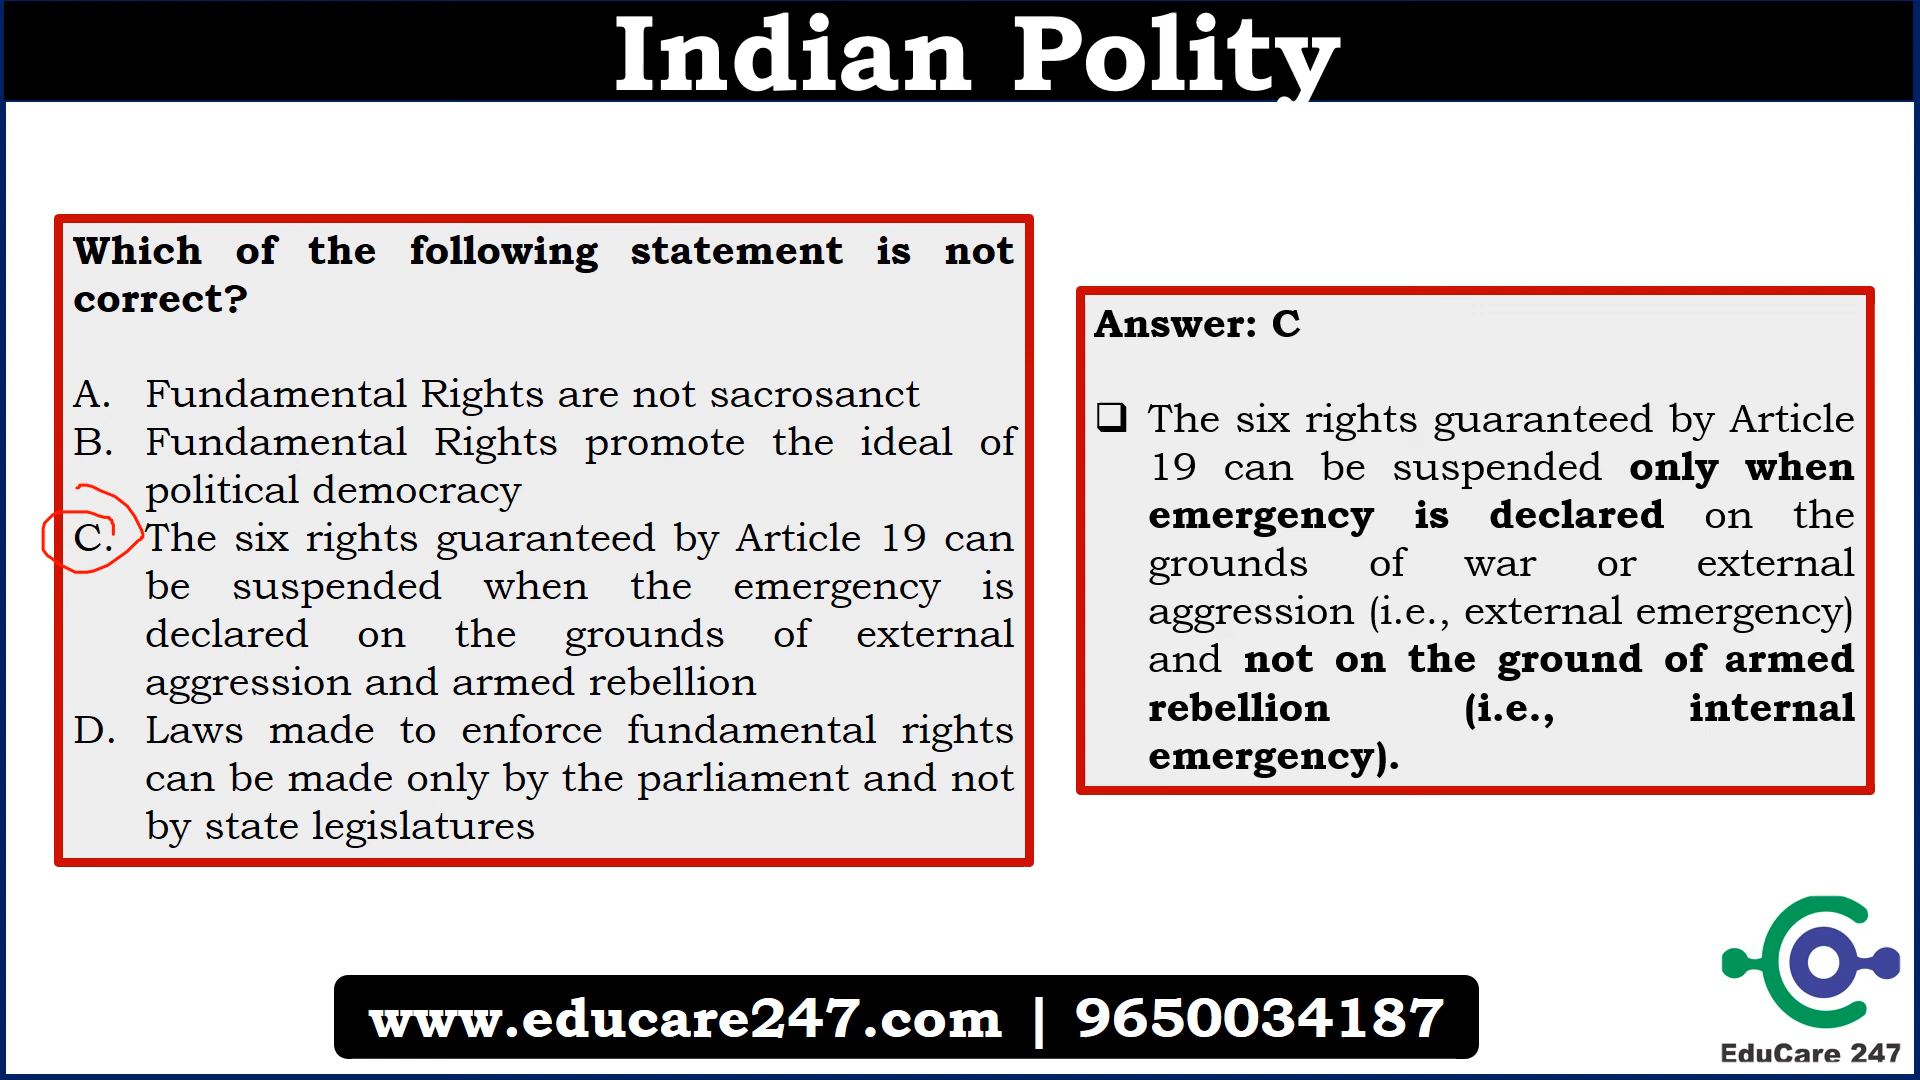 Indian Polity
Which of the following statement is not
correct?
A. Fundamental Rights are not sacrosanct
B. Fundamental Rights promote the ideal of
political democracy
C. The six rights guaranteed by Article 19 can
be suspended when the emergency is
declared on the grounds of external
aggression and armed rebellion
D. Laws made to enforce fundamental rights
can be made only by the parliament and not
by state legislatures
Answer: C
❑ The six rights guaranteed by Article
19 can be suspended only when
emergency is declared on the
grounds of war or external
aggression (i.e., external emergency)
and not on the ground of armed
rebellion (i.e., internal
emergency).
www.educare247.com | 9650034187
EduCare 247